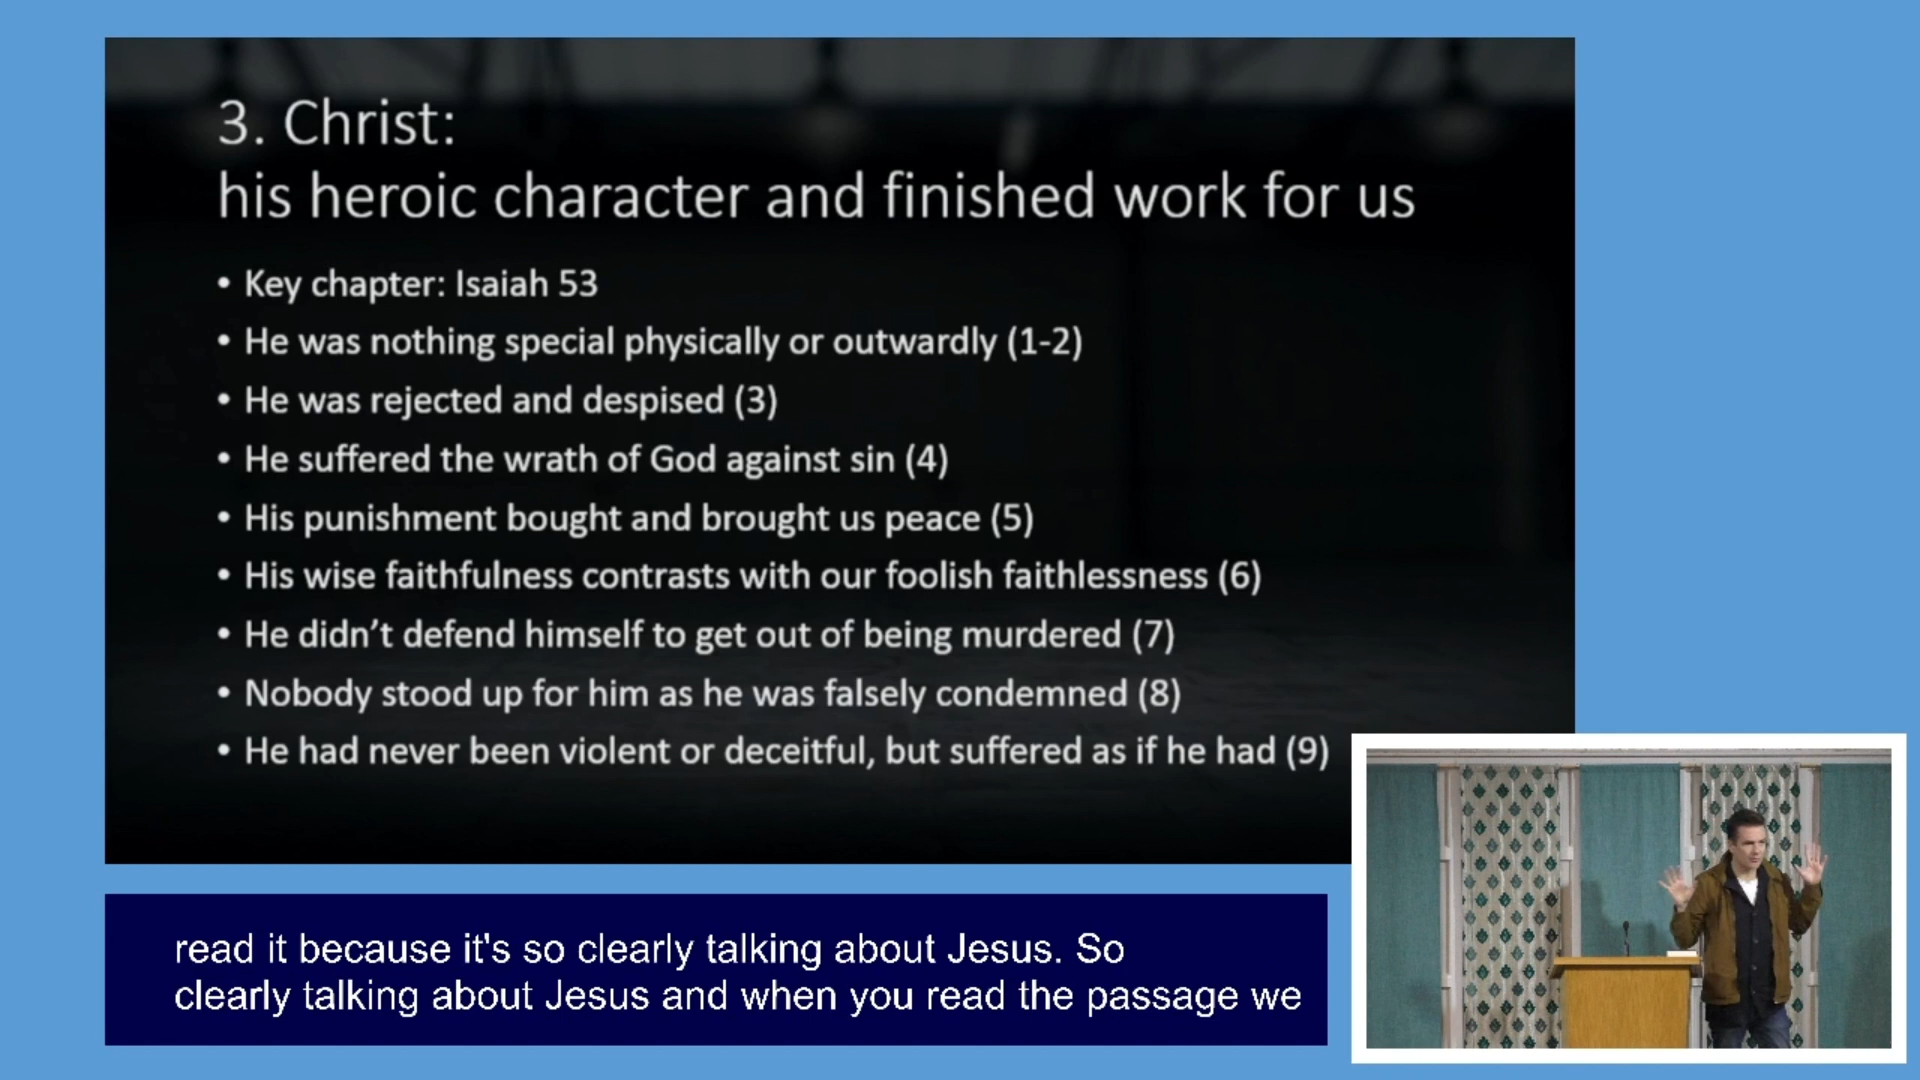 3. Christ:
his heroic character and finished work for us
• Key chapter: Isaiah 53
• He was nothing special physically or outwardly (1-2)
• He was rejected and despised (3)
• He suffered the wrath of God against sin (4)
• His punishment bought and brought us peace (5)
• His wise faithfulness contrasts with our foolish faithlessness (6)
• He didn’t defend himself to get out of being murdered (7)
• Nobody stood up for him as he was falsely condemned (8)
• He had never been violent or deceitful, but suffered as if he had (9)
read it because it's so clearly talking about Jesus. So
clearly talking about Jesus and when you read the passage we